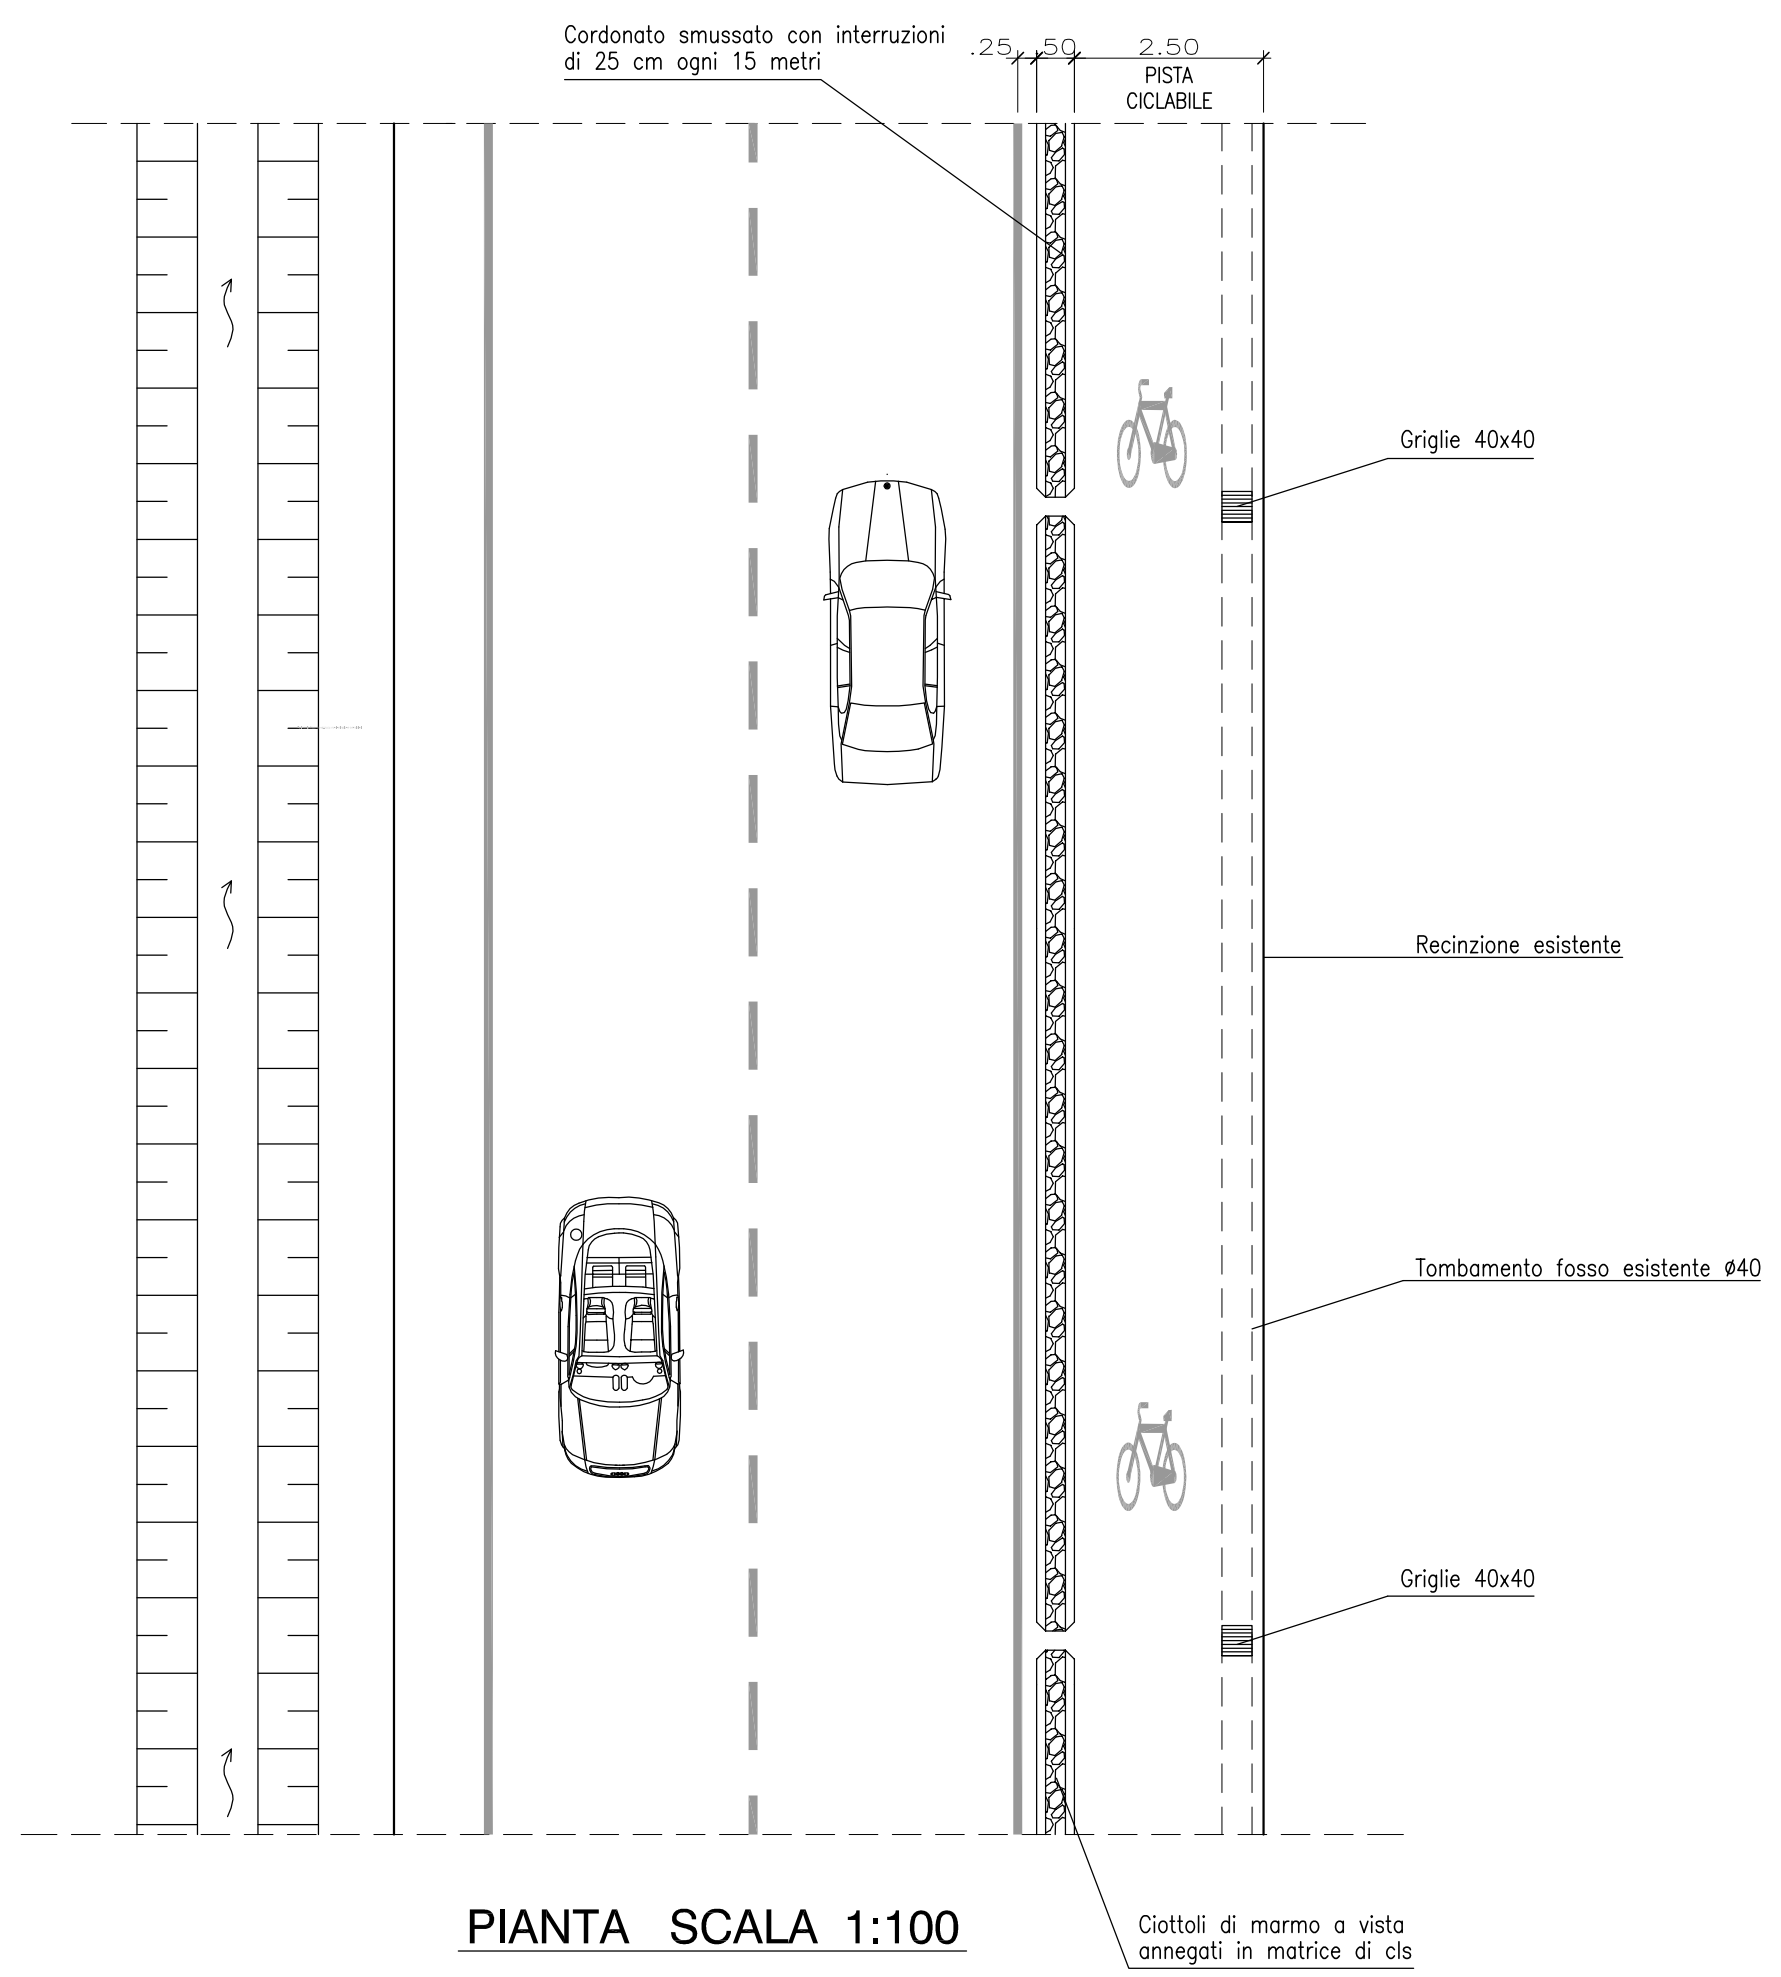 Cordonato smussato con interruzioni
di 25 cm ogni 15 metri
.25 .50 2.50
PISTA
CICLABILE
Griglie 40x40
Recinzione esistente
Tombamento fosso esistente ø40
Griglie 40x40
PIANTA SCALA 1:100
Ciottoli di marmo a vista
annegati in matrice di cls